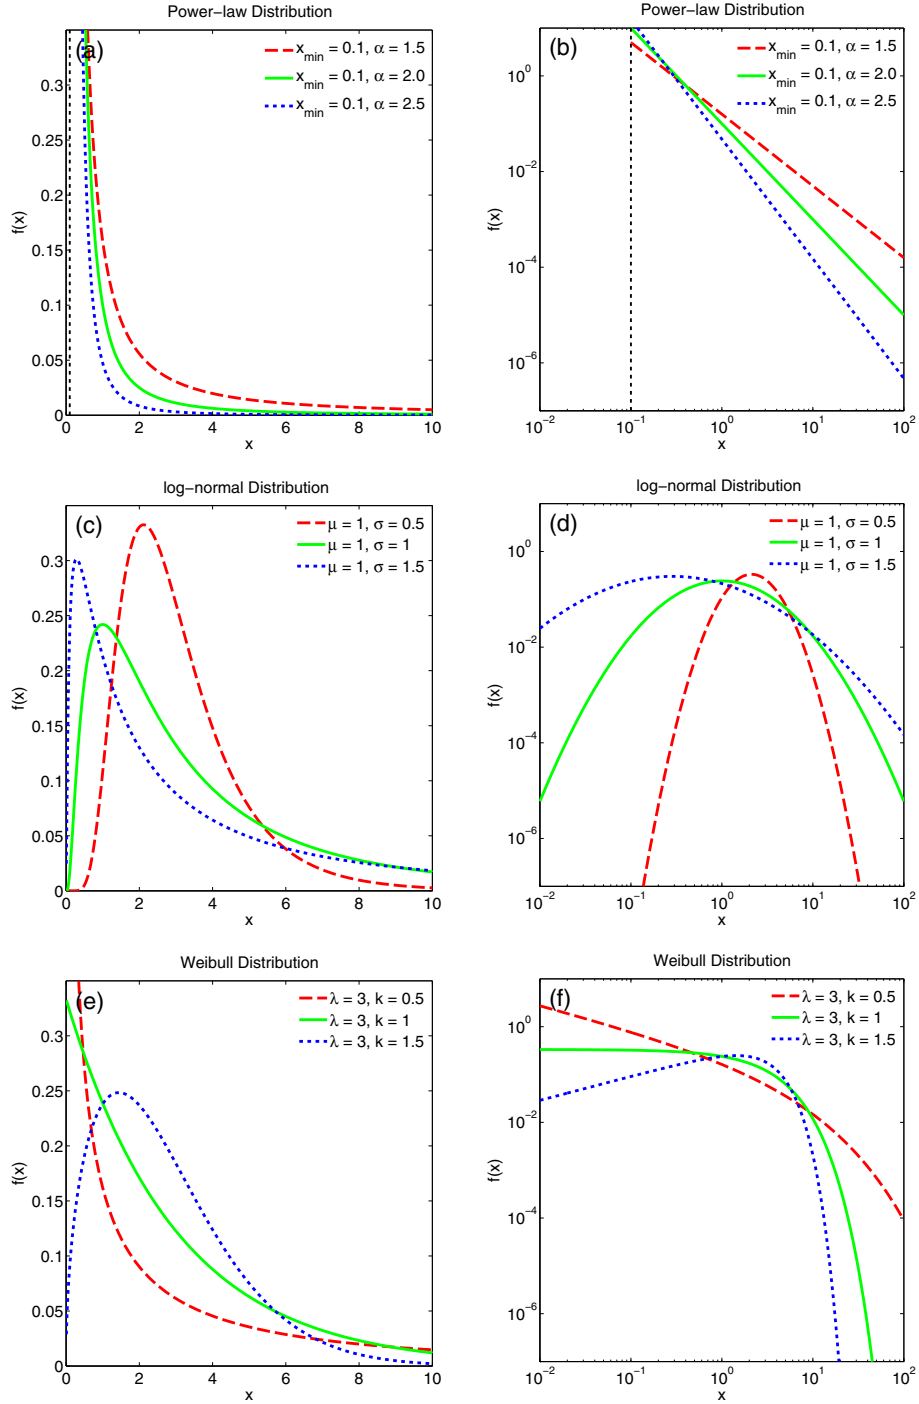 Power-law Distribution
(a)
x_min = 0.1, α = 1.5
x_min = 0.1, α = 2.0
x_min = 0.1, α = 2.5
0.35
0.3
0.25
0.2
0.15
0.1
0.05
0
f(x)
0 2 4 6 8 10
x
Power-law Distribution
(b)
x_min = 0.1, α = 1.5
x_min = 0.1, α = 2.0
x_min = 0.1, α = 2.5
10^0
10^-2
10^-4
10^-6
f(x)
10^-2 10^-1 10^0 10^1 10^2
x
log-normal Distribution
(c)
μ = 1, σ = 0.5
μ = 1, σ = 1
μ = 1, σ = 1.5
0.3
0.25
0.2
0.15
0.1
0.05
0
f(x)
0 2 4 6 8 10
x
log-normal Distribution
(d)
μ = 1, σ = 0.5
μ = 1, σ = 1
μ = 1, σ = 1.5
10^0
10^-2
10^-4
10^-6
f(x)
10^-2 10^-1 10^0 10^1 10^2
x
Weibull Distribution
(e)
λ = 3, k = 0.5
λ = 3, k = 1
λ = 3, k = 1.5
0.3
0.25
0.2
0.15
0.1
0.05
0
f(x)
0 2 4 6 8 10
x
Weibull Distribution
(f)
λ = 3, k = 0.5
λ = 3, k = 1
λ = 3, k = 1.5
10^0
10^-2
10^-4
10^-6
f(x)
10^-2 10^-1 10^0 10^1 10^2
x